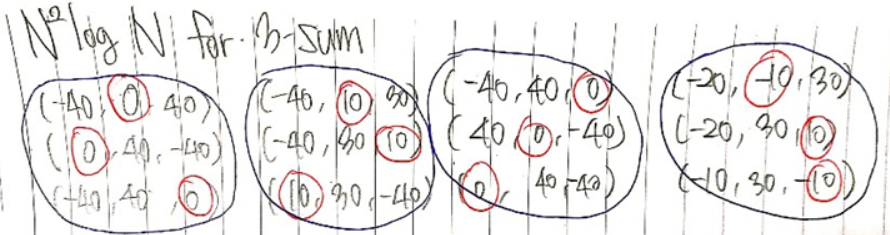 N² log N for 3-sum
(-40, 0, 40) (-40, 10, 30) (-40, 40, 0) (-20, -10, 30)
(0, 40, -40) (-40, 30 10) (40, 0, -40) (-20, 30, 10)
(-40, 40, 0) (10, 30, -40) (0, 40, -40) (-10, 30, -10)